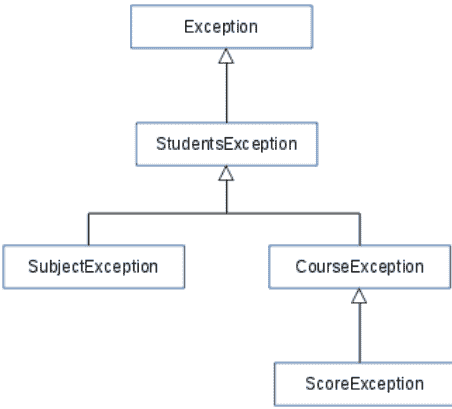 Exception
StudentsException
SubjectException
CourseException
ScoreException